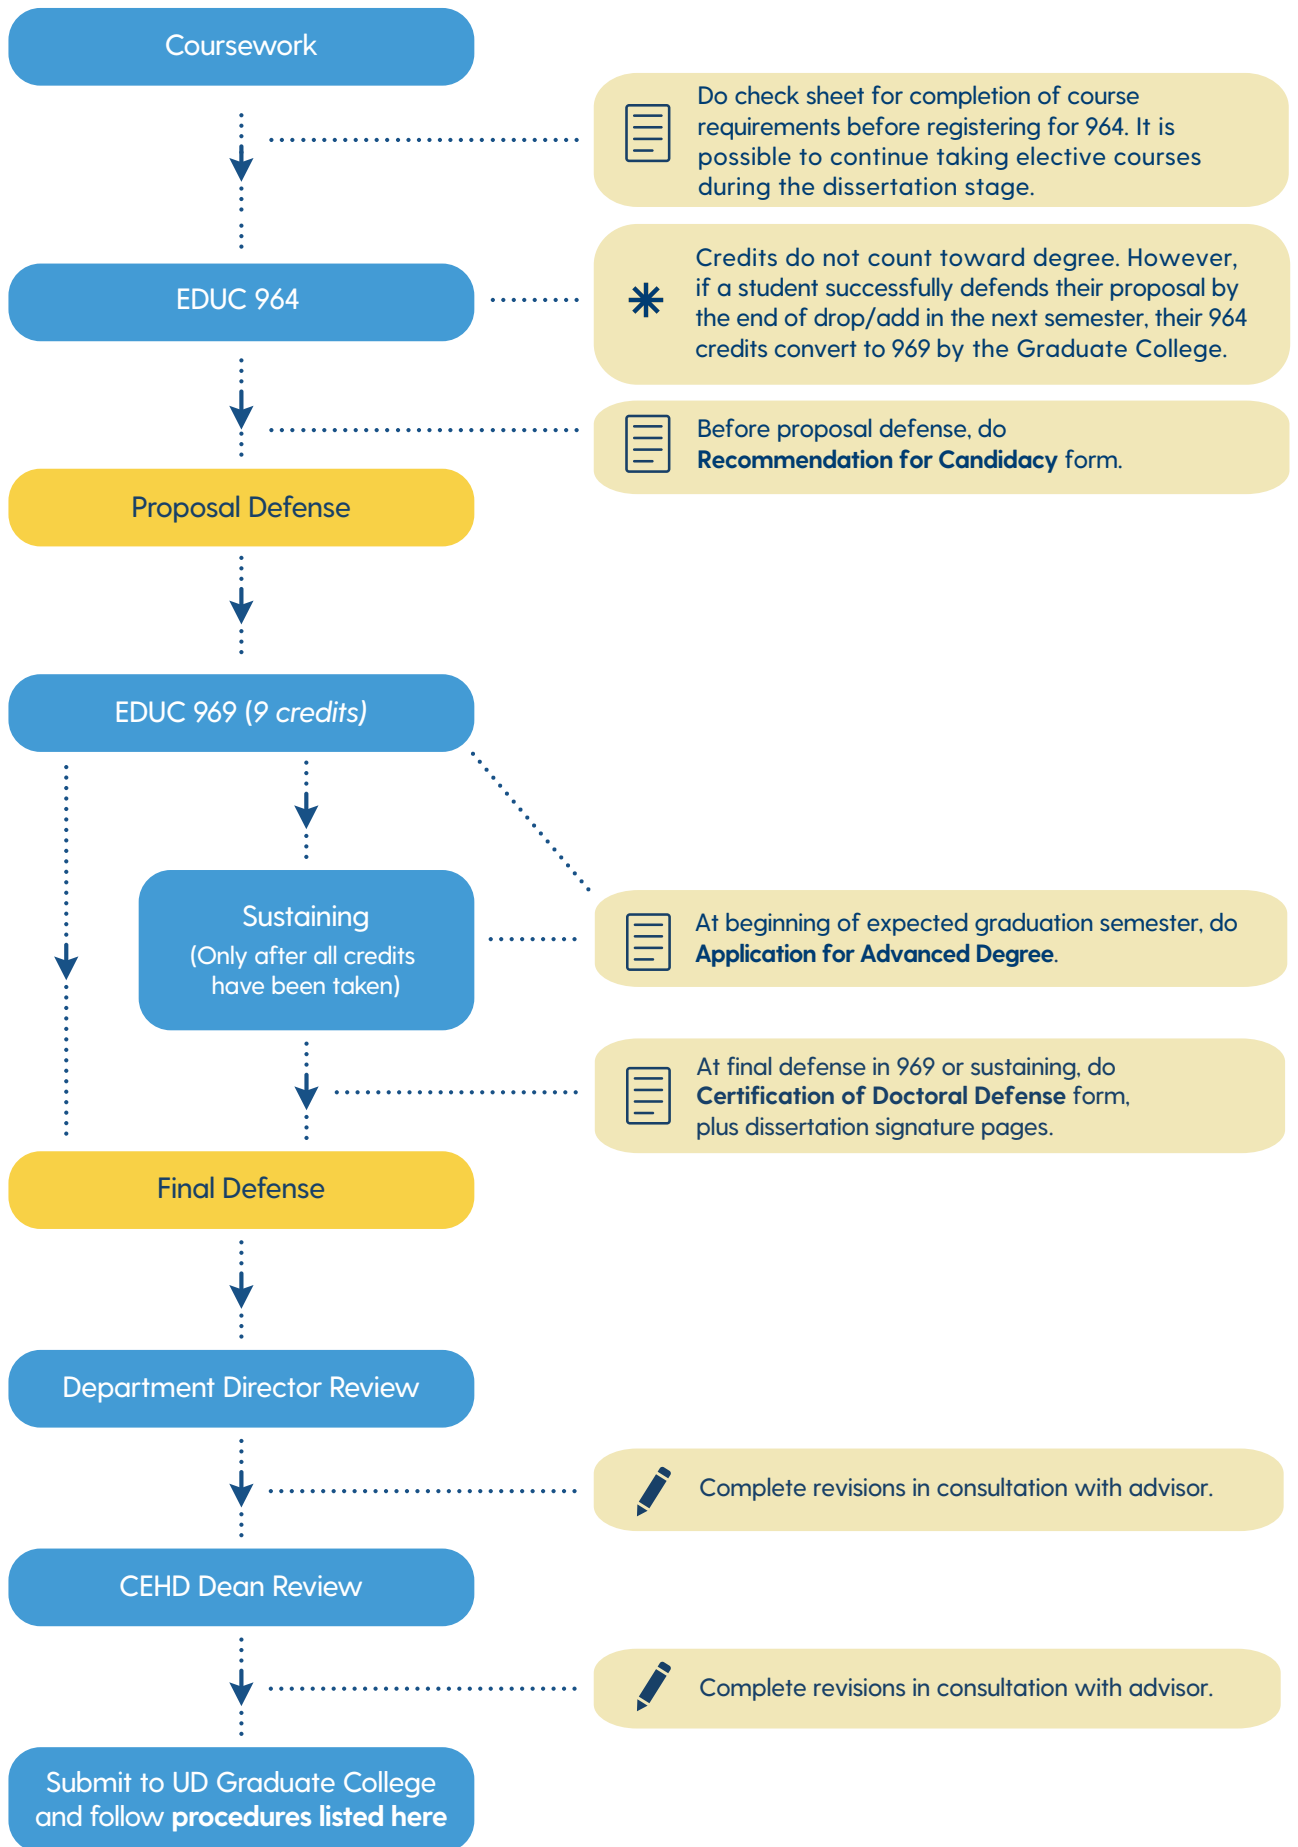 Coursework
Do check sheet for completion of course
requirements before registering for 964. It is
possible to continue taking elective courses
during the dissertation stage.
EDUC 964
Credits do not count toward degree. However,
if a student successfully defends their proposal by
the end of drop/add in the next semester, their 964
credits convert to 969 by the Graduate College.
Before proposal defense, do
Recommendation for Candidacy form.
Proposal Defense
EDUC 969 (9 credits)
Sustaining
(Only after all credits
have been taken)
At beginning of expected graduation semester, do
Application for Advanced Degree.
At final defense in 969 or sustaining, do
Certification of Doctoral Defense form,
plus dissertation signature pages.
Final Defense
Department Director Review
Complete revisions in consultation with advisor.
CEHD Dean Review
Complete revisions in consultation with advisor.
Submit to UD Graduate College
and follow procedures listed here